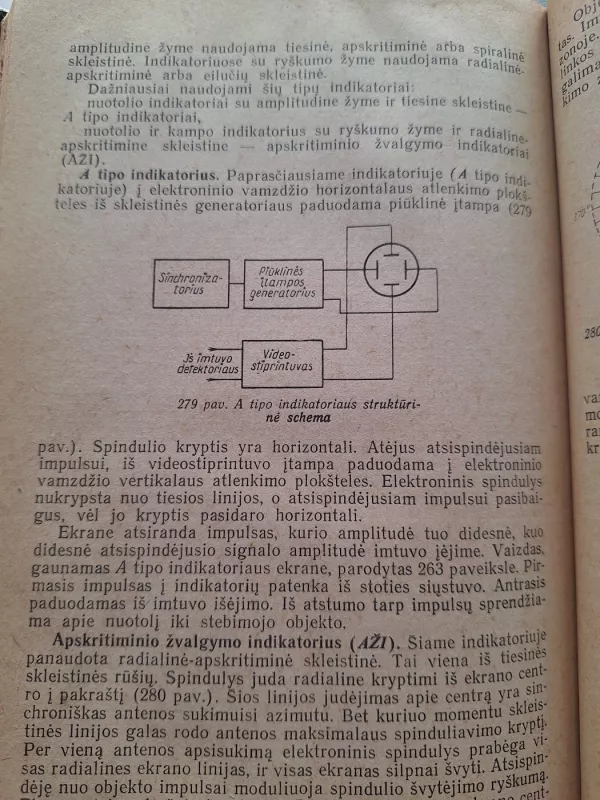 amplitudine žyme naudojama tiesinė, apskritiminė arba spiralinė
skleistinė. Indikatoriuose su ryškumo žyme naudojama radialinė-
apskritiminė arba eilučių skleistinė.
Dažniausiai naudojami šių tipų indikatoriai:
nuotolio indikatoriai su amplitudine žyme ir tiesine skleistine —
A tipo indikatoriai,
nuotolio ir kampo indikatorius su ryškumo žyme ir radialine-
apskritimine skleistine — apskritiminio žvalgymo indikatoriai
(AŽI).
A tipo indikatorius. Paprasčiausiame indikatoriuje (A tipo indi-
katoriuje) į elektroninio vamzdžio horizontalaus atlenkimo plokš-
teles iš skleistinės generatoriaus paduodama piūklinė įtampa (279
Sinchroniza-
torius
Piūklinės
įtampos
generatorius
Iš imtuvo
detektoriaus
Video-
stiprintuvas
279 pav. A tipo indikatoriaus struktūri-
nė schema
pav.). Spindulio kryptis yra horizontali. Atėjus atsispindėjusiam
impulsui, iš videostiprintuvo įtampa paduodama į elektroninio
vamzdžio vertikalaus atlenkimo plokšteles. Elektroninis spindulys
nukrypsta nuo tiesios linijos, o atsispindėjusiam impulsui pasibai-
gus, vėl jo kryptis pasidaro horizontali.
Ekrane atsiranda impulsas, kurio amplitudė tuo didesnė, kuo
didesnė atsispindėjusio signalo amplitudė imtuvo įėjime. Vaizdas,
gaunamas A tipo indikatoriaus ekrane, parodytas 263 paveiksle. Pir-
masis impulsas į indikatorių patenka iš stoties siųstuvo. Antrasis
paduodamas iš imtuvo išėjimo. Iš atstumo tarp impulsų sprendžia-
ma apie nuotolį iki stebimojo objekto.
Apskritiminio žvalgymo indikatorius (AŽI). Šiame indikatoriuje
panaudota radialinė-apskritiminė skleistinė. Tai viena iš tiesinės
skleistinės rūšių. Spindulys juda radialine kryptimi iš ekrano cent-
ro į pakraštį (280 pav.). Šios linijos judėjimas apie centrą yra sin-
chroniškas antenos sukimuisi azimutu. Bet kuriuo momentu skleis-
tinės linijos galas rodo antenos maksimalaus spinduliavimo kryptį.
Per vieną antenos apsisukimą elektroninis spindulys prabėga vi-
sas radialines ekrano linijas, ir visas ekranas silpnai švyti. Atsispin-
dėję nuo objekto impulsai moduliuoja spindulio švytėjimo ryškumą.